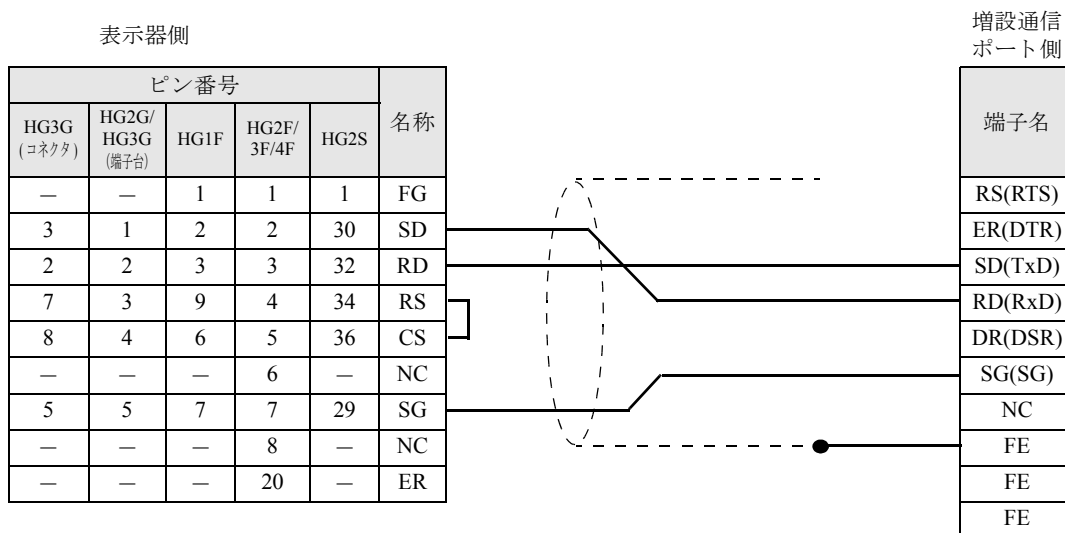 表示器側
増設通信
ポート側
ピン番号 名称 端子名
HG3G
(コネクタ)
HG2G/
HG3G
(端子台)
HG1F
HG2F/
3F/4F
HG2S
— — 1 1 1 FG RS(RTS)
3 1 2 2 30 SD ER(DTR)
2 2 3 3 32 RD SD(TxD)
7 3 9 4 34 RS RD(RxD)
8 4 6 5 36 CS DR(DSR)
— — — 6 — NC SG(SG)
5 5 7 7 29 SG NC
— — — 8 — NC FE
— — — 20 — ER FE
FE